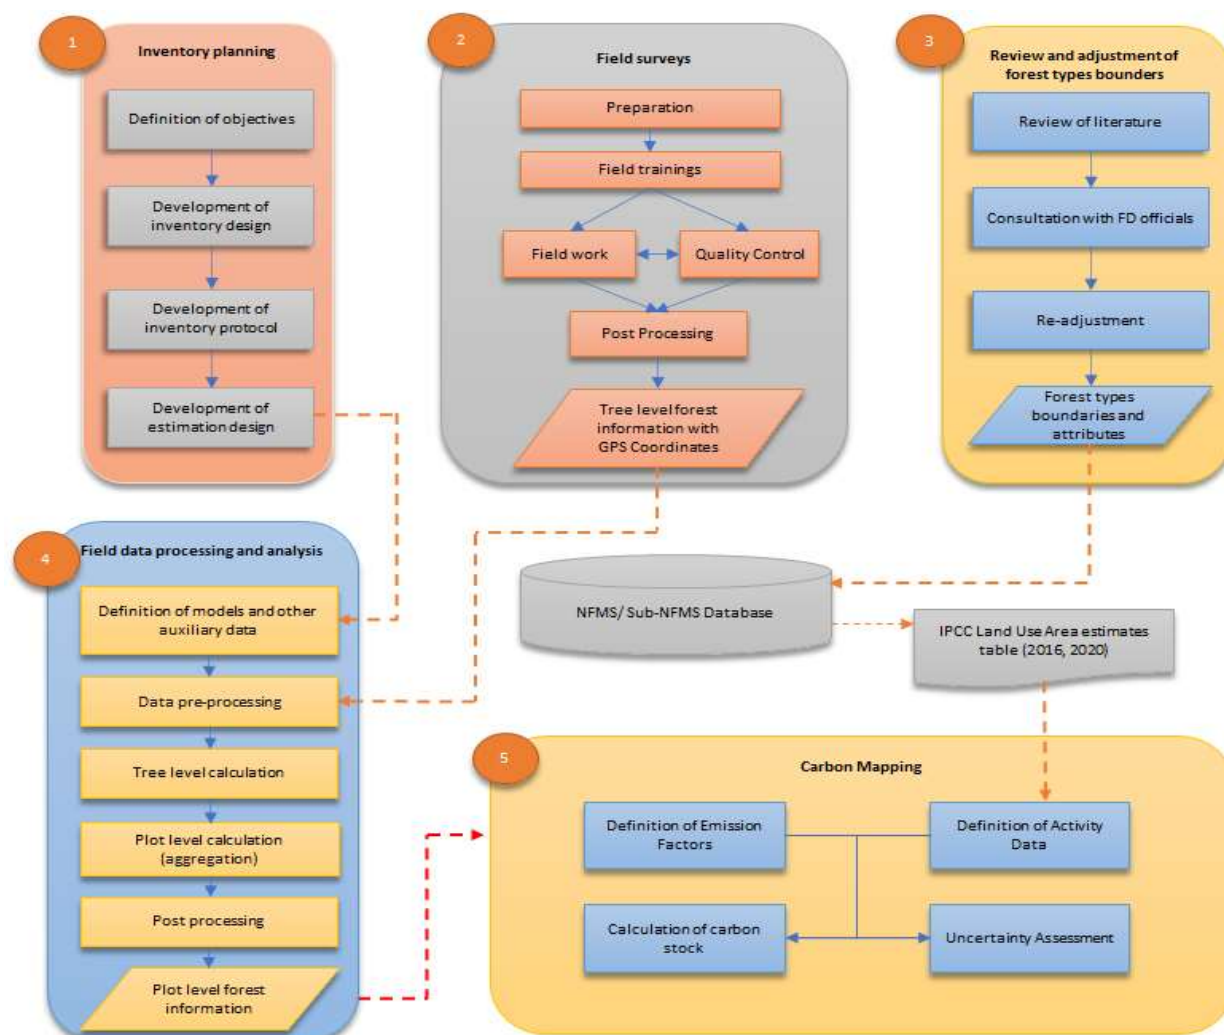 1
Inventory planning
Definition of objectives
Development of
inventory design
Development of
inventory protocol
Development of
estimation design
2
Field surveys
Preparation
Field trainings
Field work
Quality Control
Post Processing
Tree level forest
information with
GPS Coordinates
3
Review and adjustment of
forest types bounders
Review of literature
Consultation with FD officials
Re-adjustment
Forest types
boundaries and
attributes
NFMS/ Sub-NFMS Database
IPCC Land Use Area estimates
table (2016, 2020)
4
Field data processing and analysis
Definition of models and other
auxiliary data
Data pre-processing
Tree level calculation
Plot level calculation
(aggregation)
Post processing
Plot level forest
information
5
Carbon Mapping
Definition of Emission
Factors
Definition of Activity
Data
Calculation of carbon
stock
Uncertainty Assessment